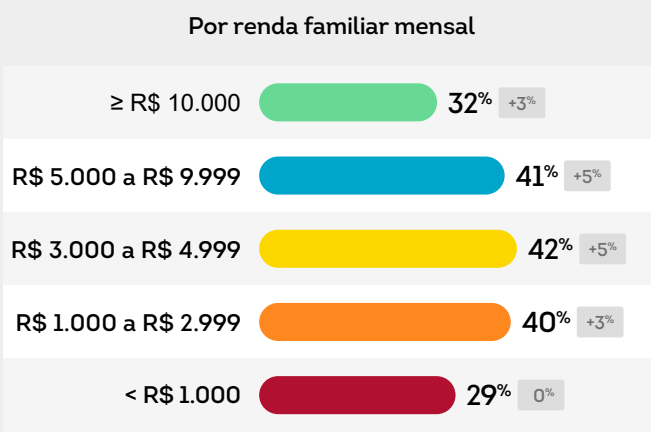 Por renda familiar mensal
≥ R$ 10.000 32% +3%
R$ 5.000 a R$ 9.999 41% +5%
R$ 3.000 a R$ 4.999 42% +5%
R$ 1.000 a R$ 2.999 40% +3%
< R$ 1.000 29% 0%